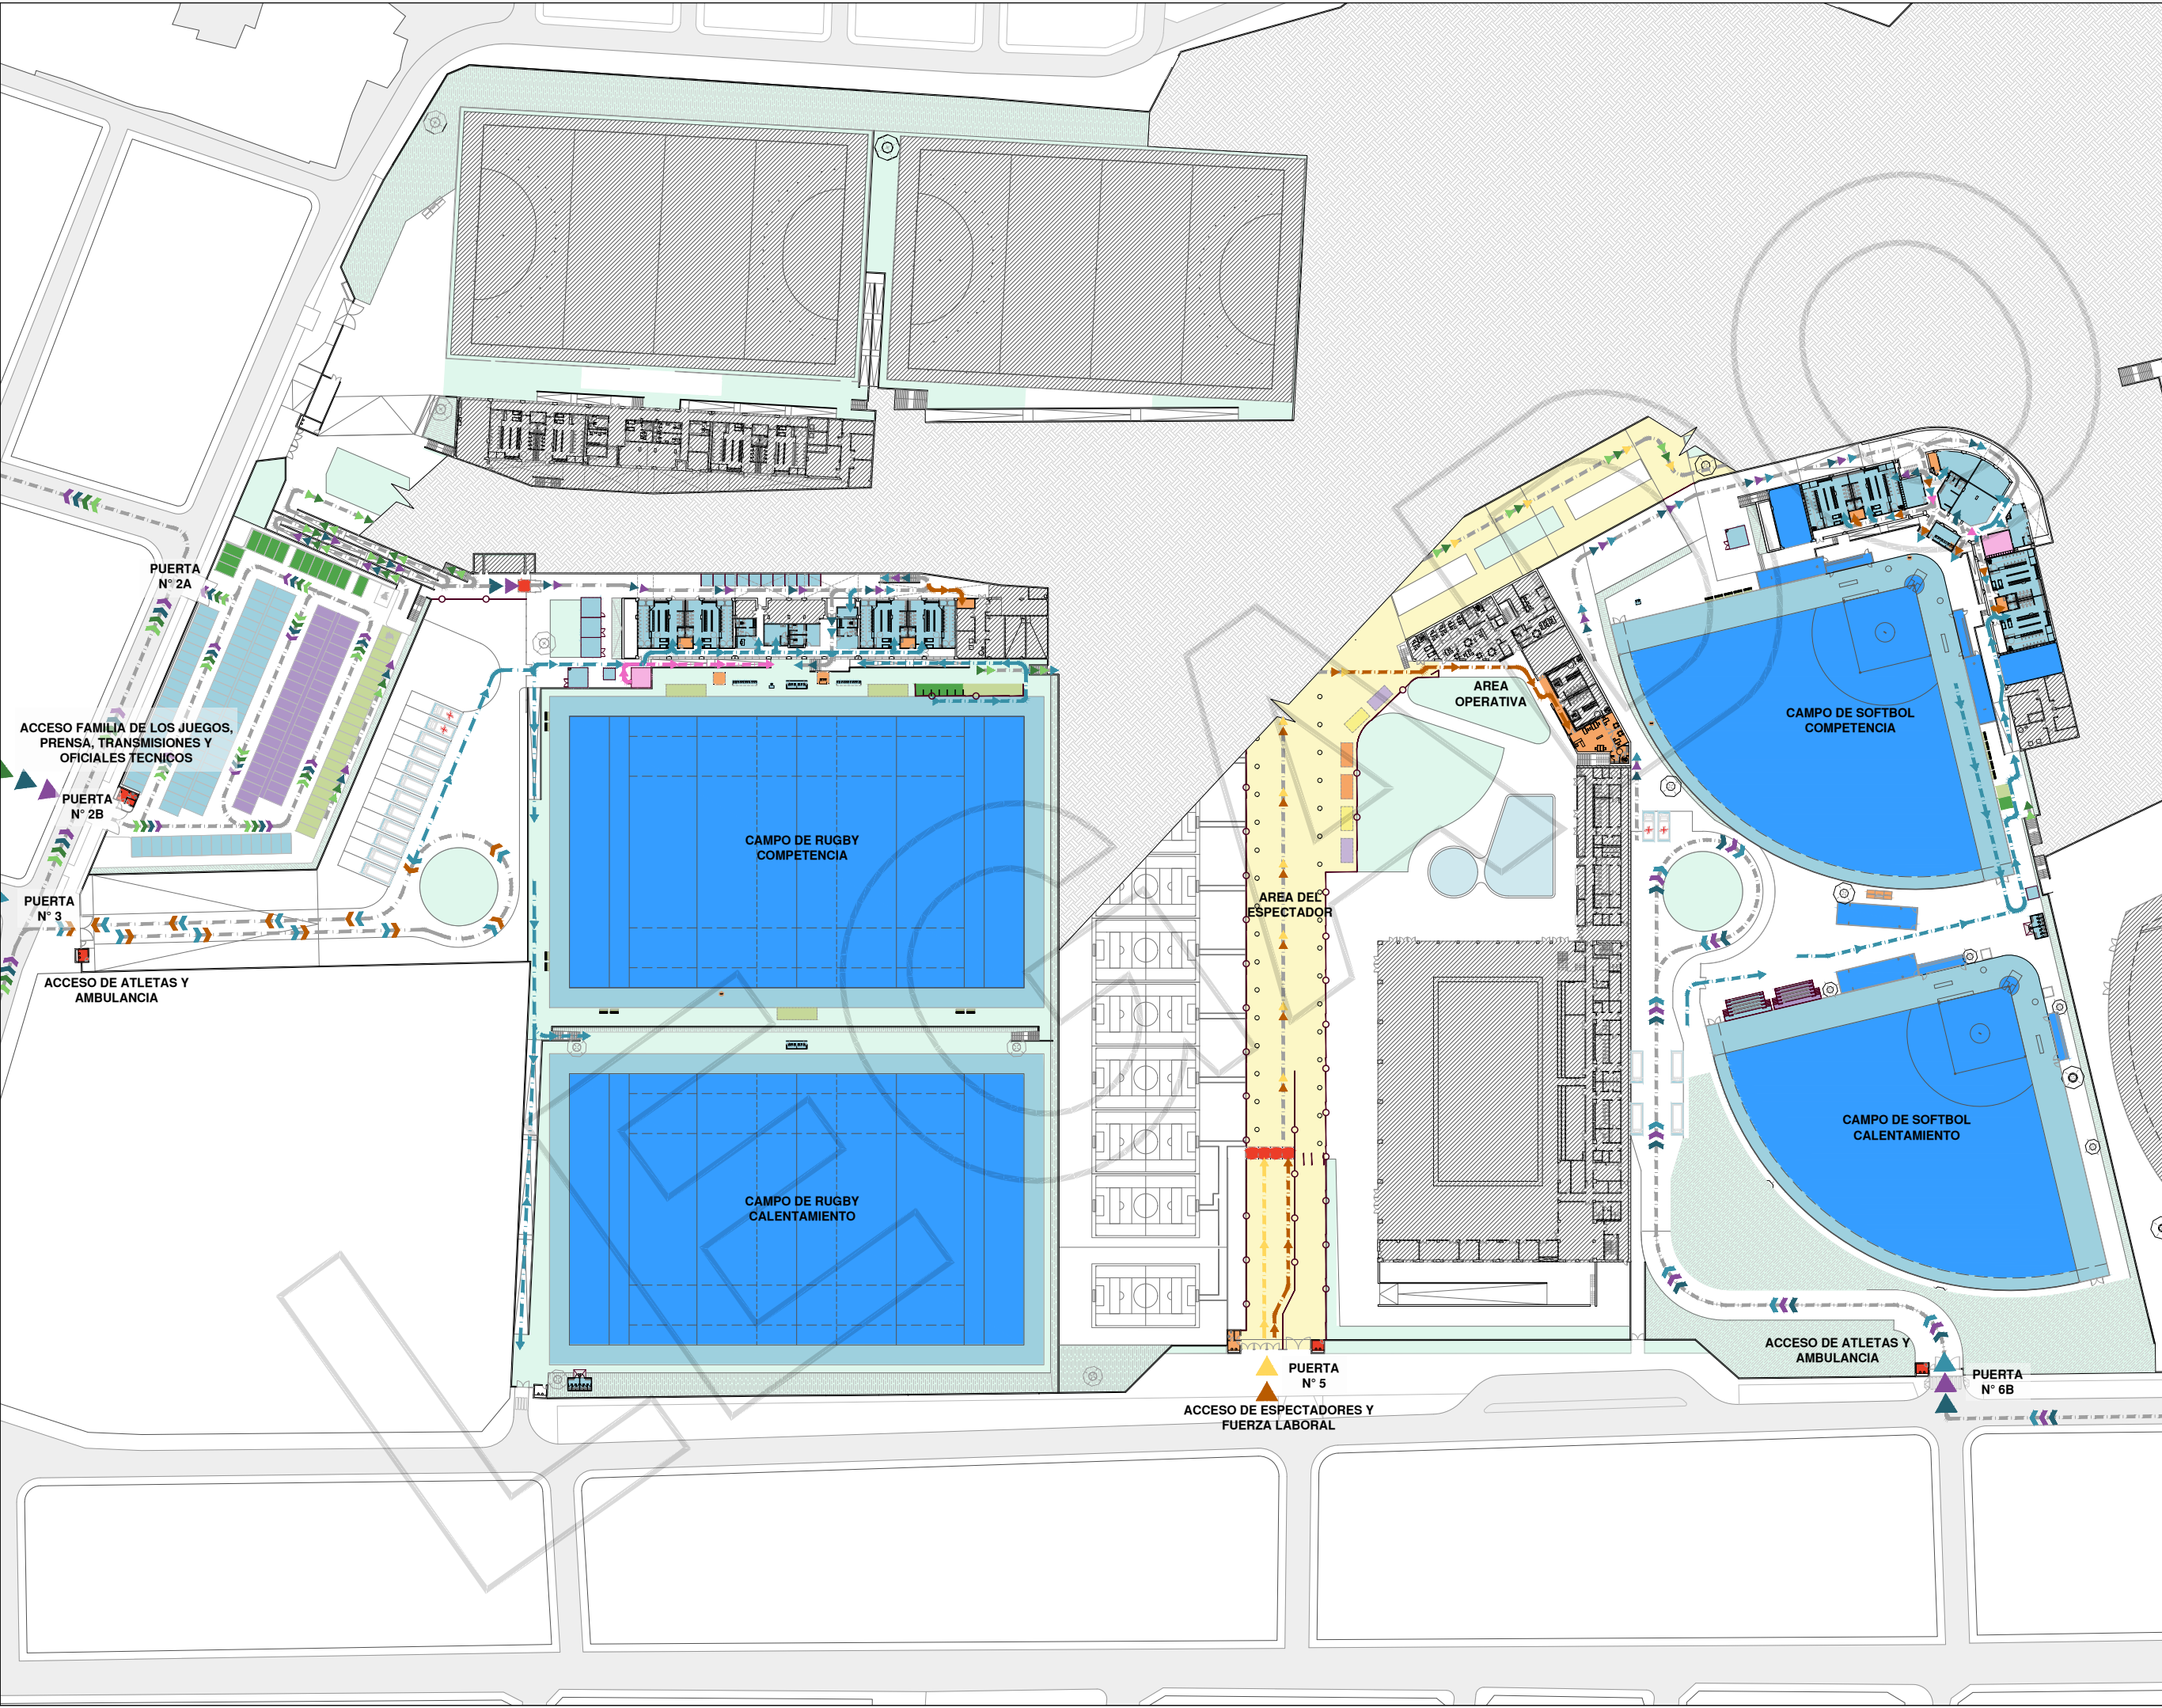 PUERTA
N° 2A
ACCESO FAMILIA DE LOS JUEGOS,
PRENSA, TRANSMISIONES Y
OFICIALES TECNICOS
PUERTA
N° 2B
PUERTA
N° 3
ACCESO DE ATLETAS Y
AMBULANCIA
CAMPO DE RUGBY
COMPETENCIA
CAMPO DE RUGBY
CALENTAMIENTO
AREA
OPERATIVA
AREA DEL
ESPECTADOR
CAMPO DE SOFTBOL
COMPETENCIA
CAMPO DE SOFTBOL
CALENTAMIENTO
PUERTA
N° 5
ACCESO DE ESPECTADORES Y
FUERZA LABORAL
ACCESO DE ATLETAS Y
AMBULANCIA
PUERTA
N° 6B